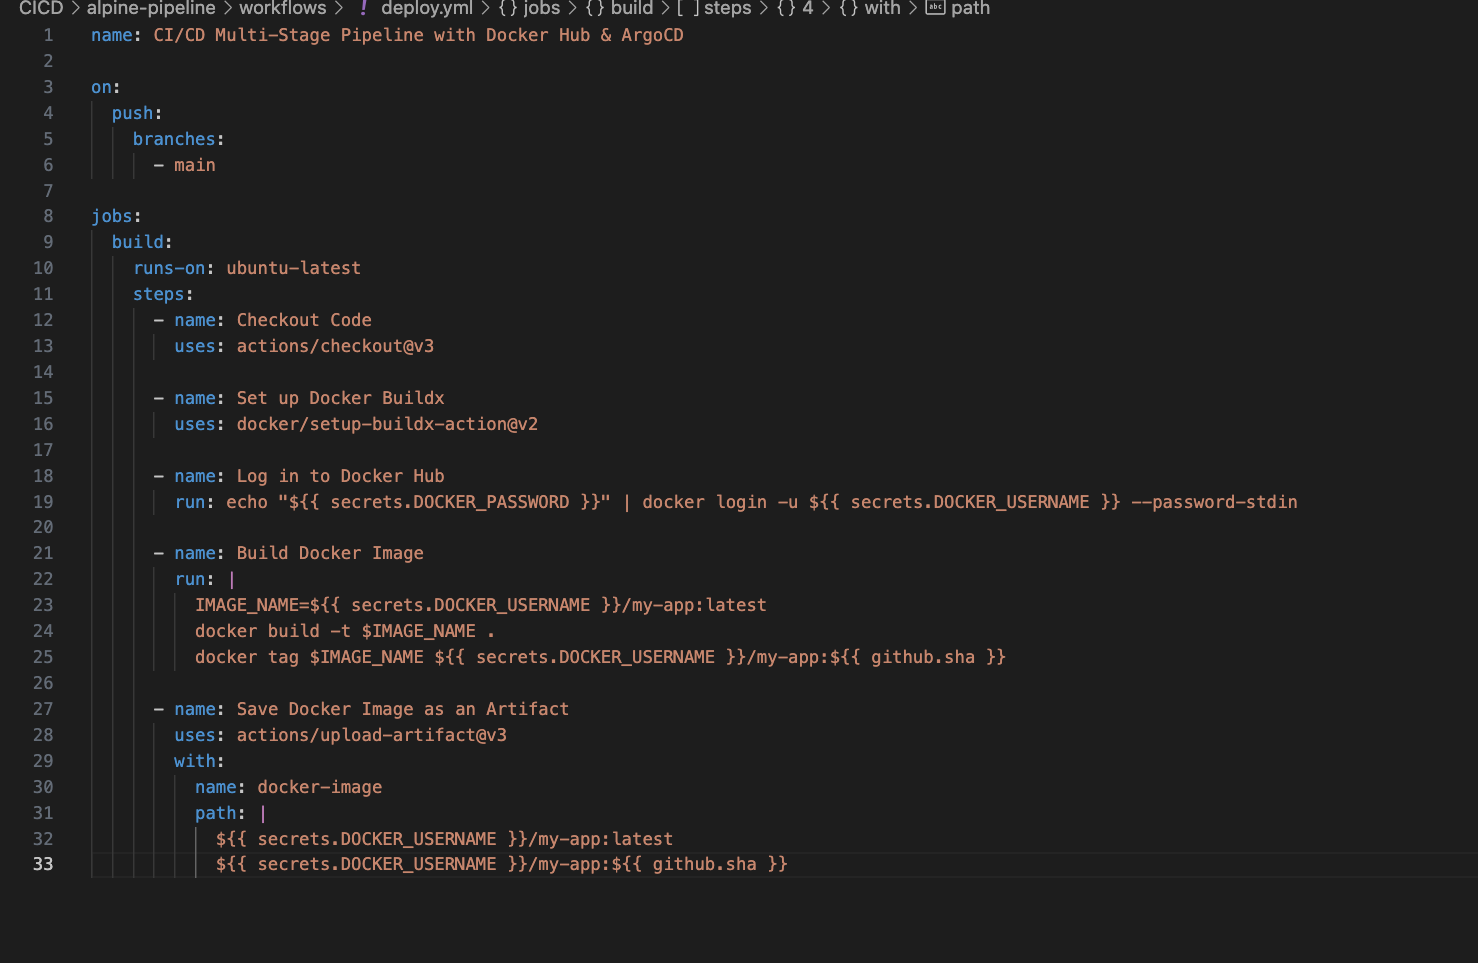 CICD > alpine-pipeline > workflows > ! deploy.yml > {} jobs > {} build > [ ] steps > {} 4 > {} with > abc path
1 name: CI/CD Multi-Stage Pipeline with Docker Hub & ArgoCD
2
3 on:
4   push:
5     branches:
6       - main
7
8 jobs:
9   build:
10     runs-on: ubuntu-latest
11     steps:
12       - name: Checkout Code
13         uses: actions/checkout@v3
14
15       - name: Set up Docker Buildx
16         uses: docker/setup-buildx-action@v2
17
18       - name: Log in to Docker Hub
19         run: echo "${{ secrets.DOCKER_PASSWORD }}" | docker login -u ${{ secrets.DOCKER_USERNAME }} --password-stdin
20
21       - name: Build Docker Image
22         run: |
23           IMAGE_NAME=${{ secrets.DOCKER_USERNAME }}/my-app:latest
24           docker build -t $IMAGE_NAME .
25           docker tag $IMAGE_NAME ${{ secrets.DOCKER_USERNAME }}/my-app:${{ github.sha }}
26
27       - name: Save Docker Image as an Artifact
28         uses: actions/upload-artifact@v3
29         with:
30           name: docker-image
31           path: |
32             ${{ secrets.DOCKER_USERNAME }}/my-app:latest
33             ${{ secrets.DOCKER_USERNAME }}/my-app:${{ github.sha }}